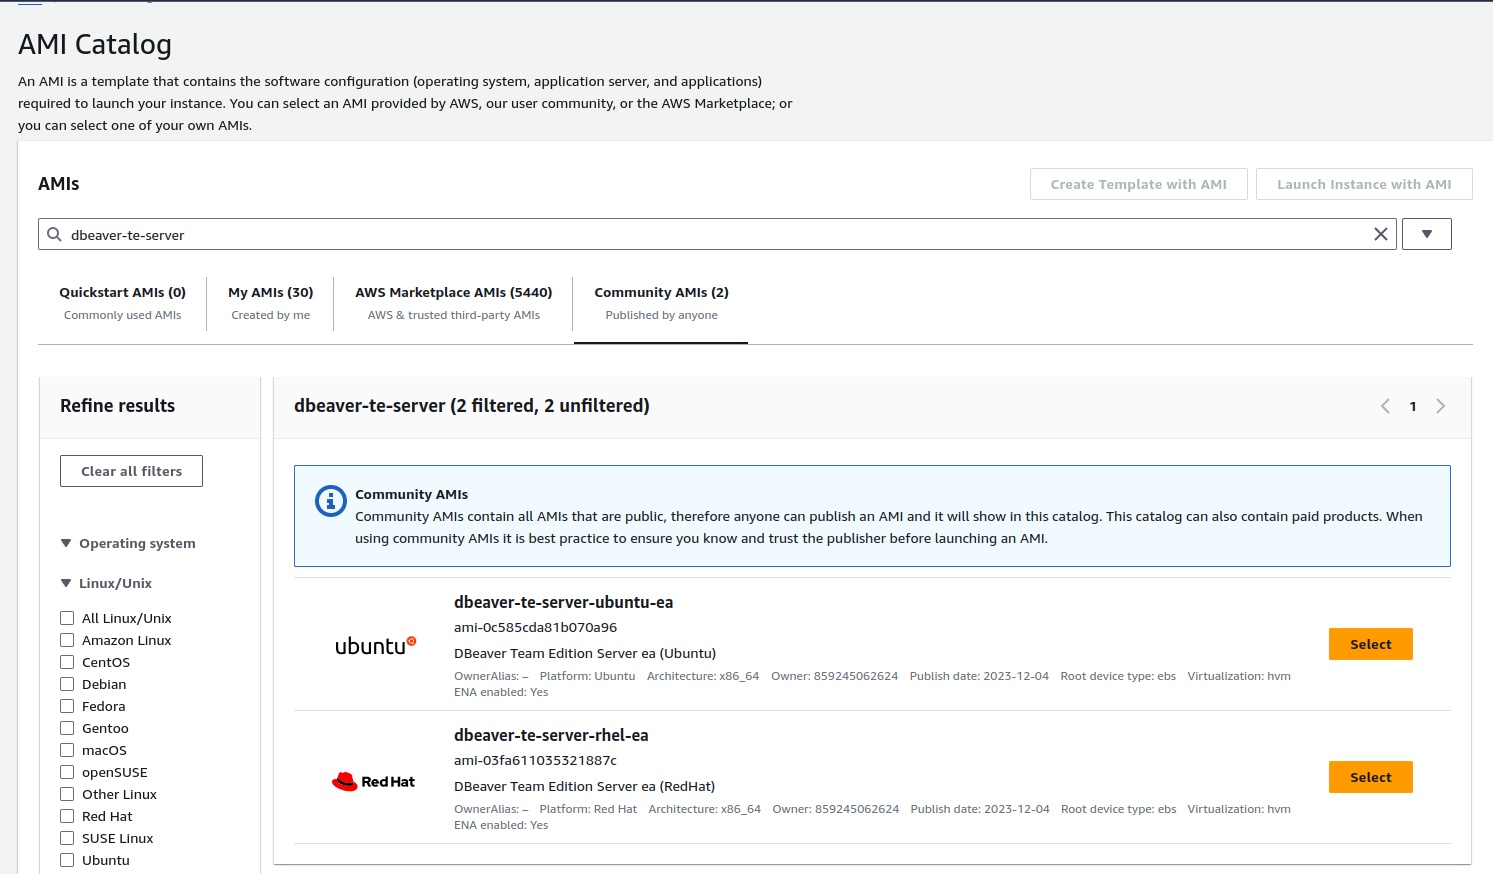 AMI Catalog
An AMI is a template that contains the software configuration (operating system, application server, and applications)
required to launch your instance. You can select an AMI provided by AWS, our user community, or the AWS Marketplace; or
you can select one of your own AMIs.
AMIs
Create Template with AMI
Launch Instance with AMI
dbeaver-te-server
Quickstart AMIs (0)
Commonly used AMIs
My AMIs (30)
Created by me
AWS Marketplace AMIs (5440)
AWS & trusted third-party AMIs
Community AMIs (2)
Published by anyone
Refine results
Clear all filters
Operating system
Linux/Unix
All Linux/Unix
Amazon Linux
CentOS
Debian
Fedora
Gentoo
macOS
openSUSE
Other Linux
Red Hat
SUSE Linux
Ubuntu
dbeaver-te-server (2 filtered, 2 unfiltered)
1
Community AMIs
Community AMIs contain all AMIs that are public, therefore anyone can publish an AMI and it will show in this catalog. This catalog can also contain paid products. When
using community AMIs it is best practice to ensure you know and trust the publisher before launching an AMI.
ubuntu
dbeaver-te-server-ubuntu-ea
ami-0c585cda81b070a96
DBeaver Team Edition Server ea (Ubuntu)
OwnerAlias: – Platform: Ubuntu Architecture: x86_64 Owner: 859245062624 Publish date: 2023-12-04 Root device type: ebs Virtualization: hvm
ENA enabled: Yes
Select
Red Hat
dbeaver-te-server-rhel-ea
ami-03fa611035321887c
DBeaver Team Edition Server ea (RedHat)
OwnerAlias: – Platform: Red Hat Architecture: x86_64 Owner: 859245062624 Publish date: 2023-12-04 Root device type: ebs Virtualization: hvm
ENA enabled: Yes
Select